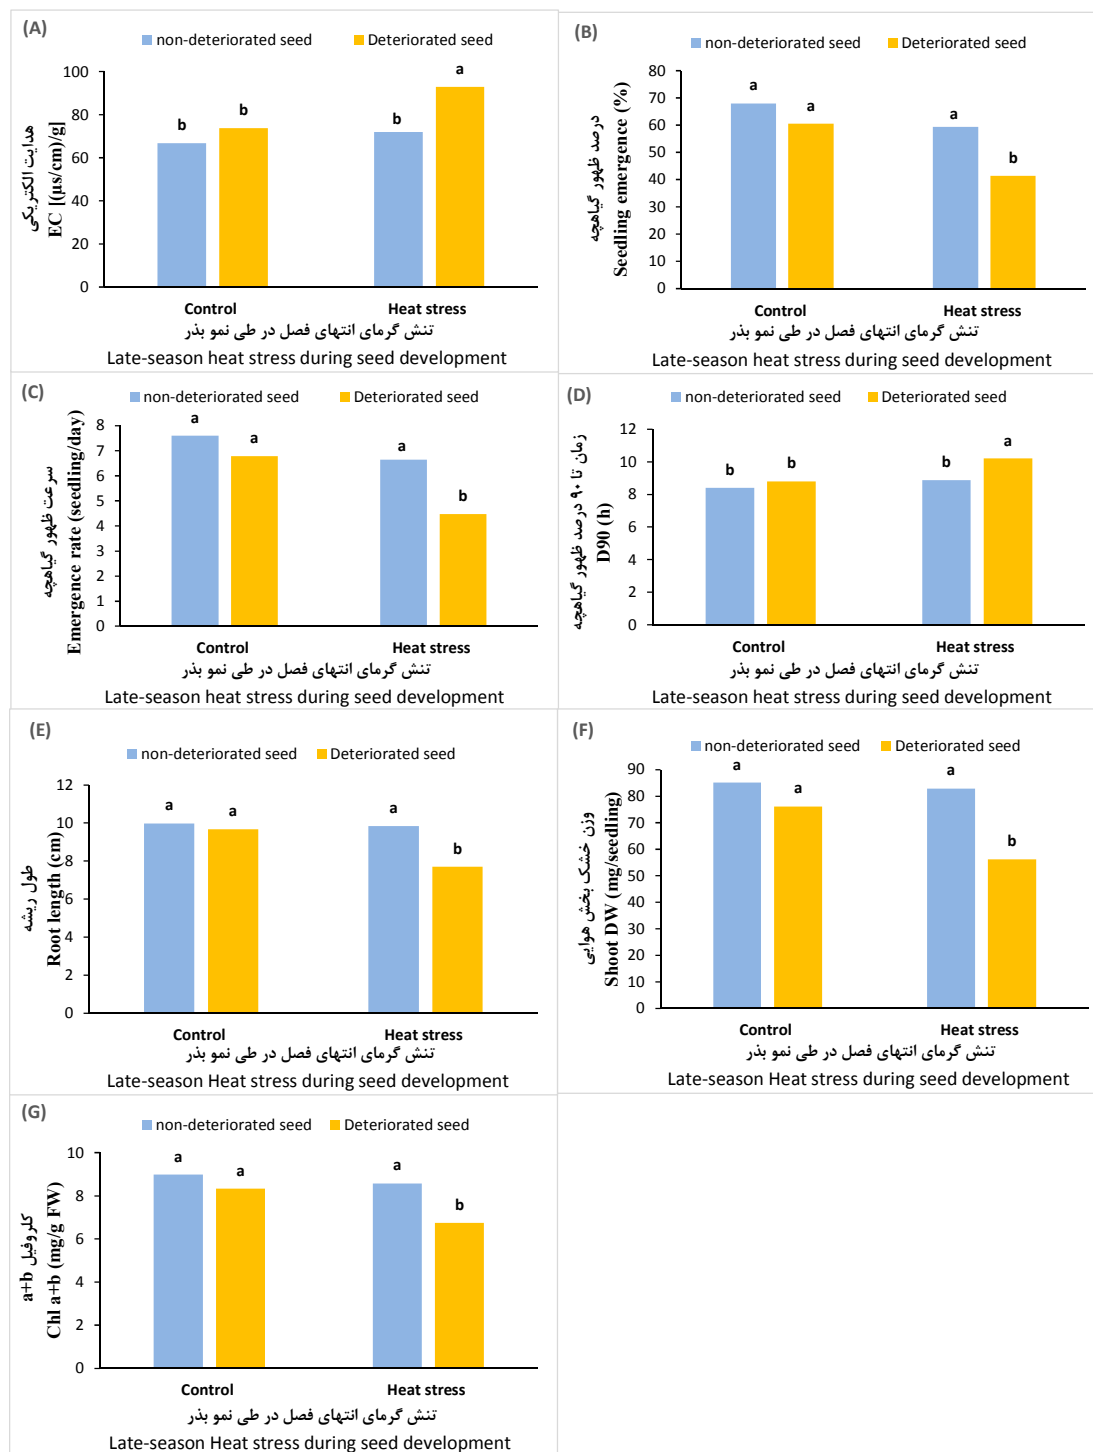 (A)
non-deteriorated seed Deteriorated seed
100
80
60
40
20
0
b b b a
هدایت الکتریکی
EC [(µs/cm)/g]
Control Heat stress
تنش گرمای انتهای فصل در طی نمو بذر
Late-season heat stress during seed development
(B)
non-deteriorated seed Deteriorated seed
80
70
60
50
40
30
20
10
0
a a a b
درصد ظهور گیاهچه
Seedling emergence (%)
Control Heat stress
تنش گرمای انتهای فصل در طی نمو بذر
Late-season heat stress during seed development
(C)
non-deteriorated seed Deteriorated seed
8
7
6
5
4
3
2
1
0
a a a b
سرعت ظهور گیاهچه
Emergence rate (seedling/day)
Control Heat stress
تنش گرمای انتهای فصل در طی نمو بذر
Late-season heat stress during seed development
(D)
non-deteriorated seed Deteriorated seed
12
10
8
6
4
2
0
b b b a
زمان تا ۹۰ درصد ظهور گیاهچه
D90 (h)
Control Heat stress
تنش گرمای انتهای فصل در طی نمو بذر
Late-season heat stress during seed development
(E)
non-deteriorated seed Deteriorated seed
12
10
8
6
4
2
0
a a a b
طول ریشه
Root length (cm)
Control Heat stress
تنش گرمای انتهای فصل در طی نمو بذر
Late-season Heat stress during seed development
(F)
non-deteriorated seed Deteriorated seed
90
80
70
60
50
40
30
20
10
0
a a a b
وزن خشک بخش هوایی
Shoot DW (mg/seedling)
Control Heat stress
تنش گرمای انتهای فصل در طی نمو بذر
Late-season Heat stress during seed development
(G)
non-deteriorated seed Deteriorated seed
10
8
6
4
2
0
a a a b
کلروفیل a+b
Chl a+b (mg/g FW)
Control Heat stress
تنش گرمای انتهای فصل در طی نمو بذر
Late-season Heat stress during seed development